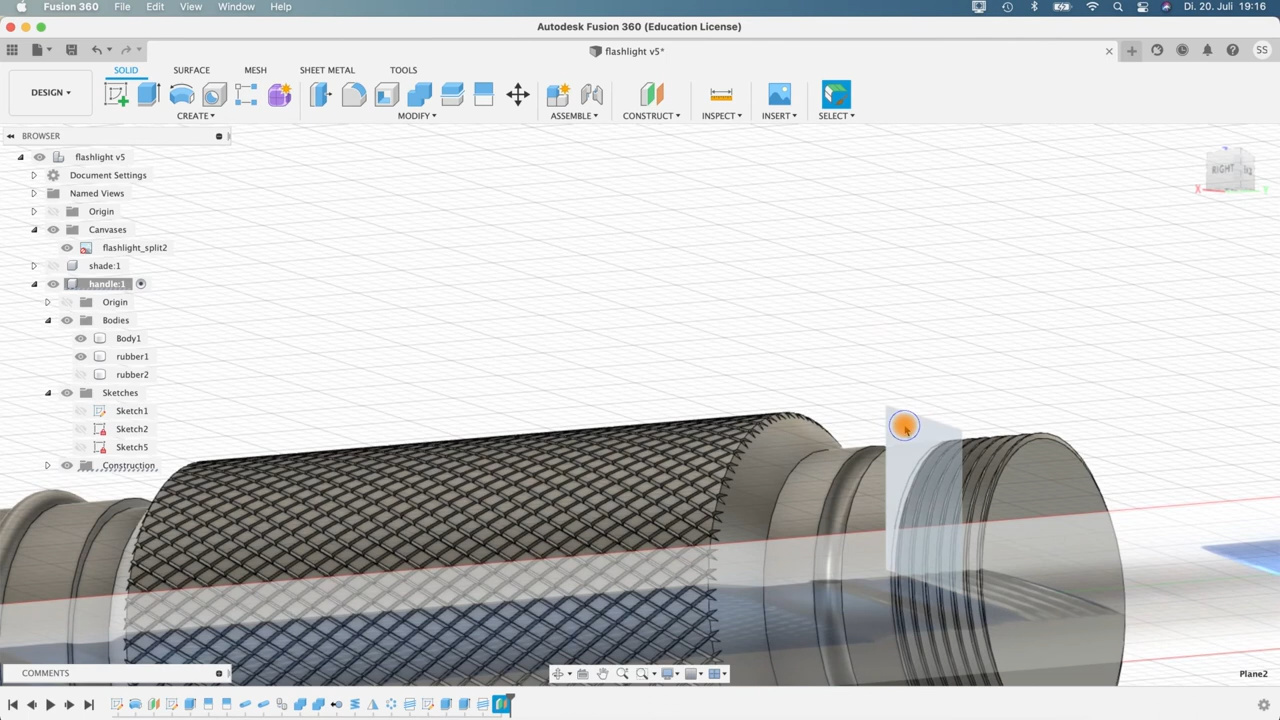 Fusion 360 File Edit View Window Help Di. 20. Juli 19:16
Autodesk Fusion 360 (Education License)
flashlight v5* SS
SOLID SURFACE MESH SHEET METAL TOOLS
DESIGN▾
CREATE▾ MODIFY▾ ASSEMBLE▾ CONSTRUCT▾ INSPECT▾ INSERT▾ SELECT▾
BROWSER
flashlight v5
Document Settings
Named Views
Origin
Canvases
flashlight_split2
shade:1
handle:1
Origin
Bodies
Body1
rubber1
rubber2
Sketches
Sketch1
Sketch2
Sketch5
Construction
RIGHT
X
Y
COMMENTS
Plane2